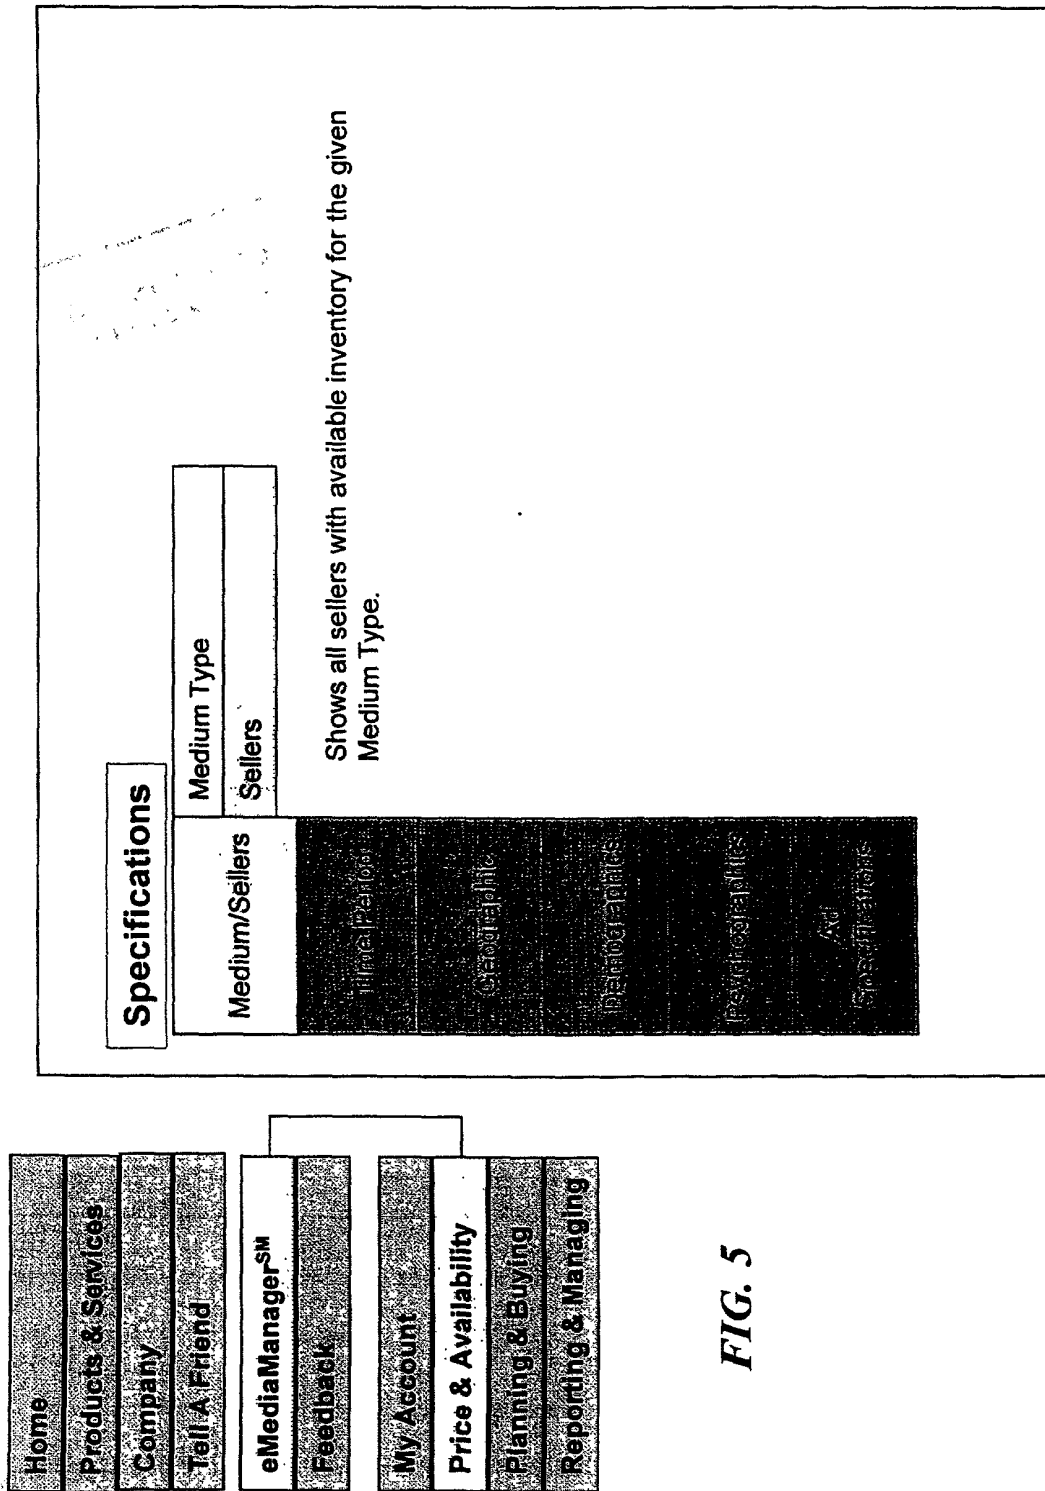 Home
Products & Services
Company
Tell A Friend
eMediaManager℠
Feedback
My Account
Price & Availability
Planning & Buying
Reporting & Managing
Specifications
Medium/Sellers
Time Period
Geographic
Demographics
Psychographics
Ad
Specifications
Medium Type
Sellers
Shows all sellers with available inventory for the given
Medium Type.
FIG. 5